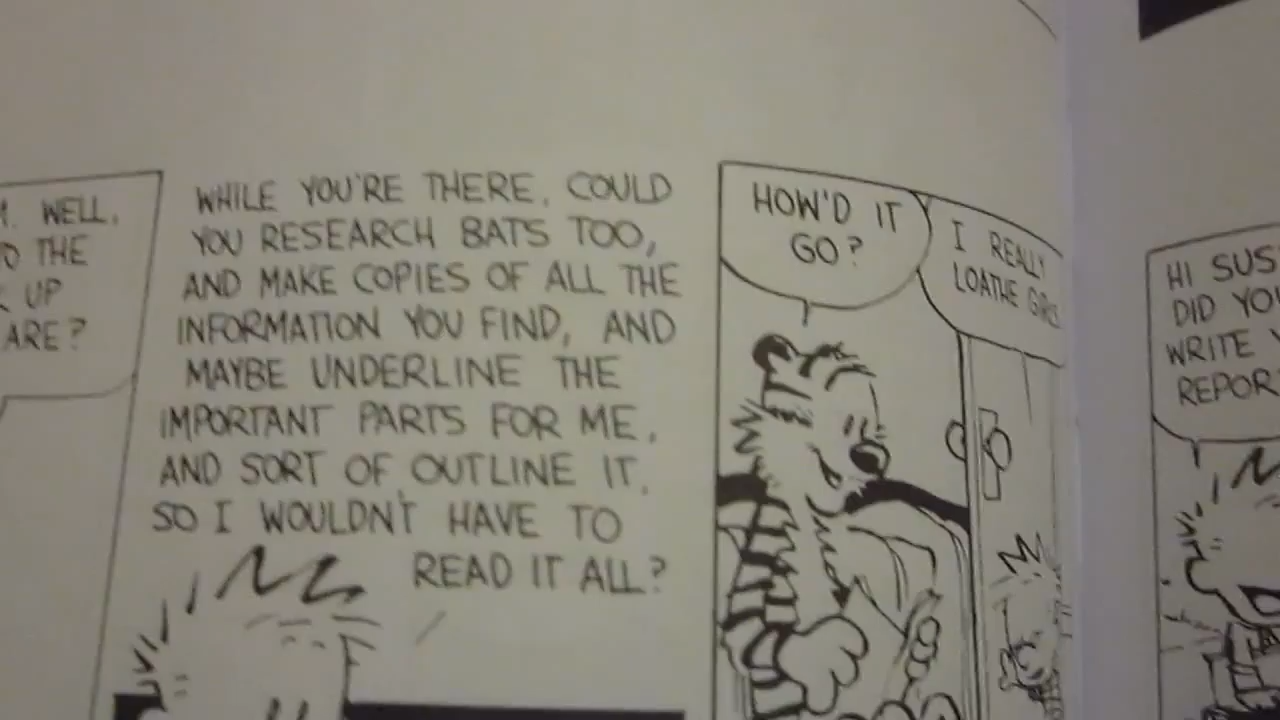 WELL.
THE
UP
ARE?
WHILE YOU'RE THERE, COULD
YOU RESEARCH BATS TOO,
AND MAKE COPIES OF ALL THE
INFORMATION YOU FIND, AND
MAYBE UNDERLINE THE
IMPORTANT PARTS FOR ME,
AND SORT OF OUTLINE IT,
SO I WOULDN'T HAVE TO
READ IT ALL?
HOW'D IT
GO?
I REALLY
LOATHE GIRLS
HI
DID
WRITE